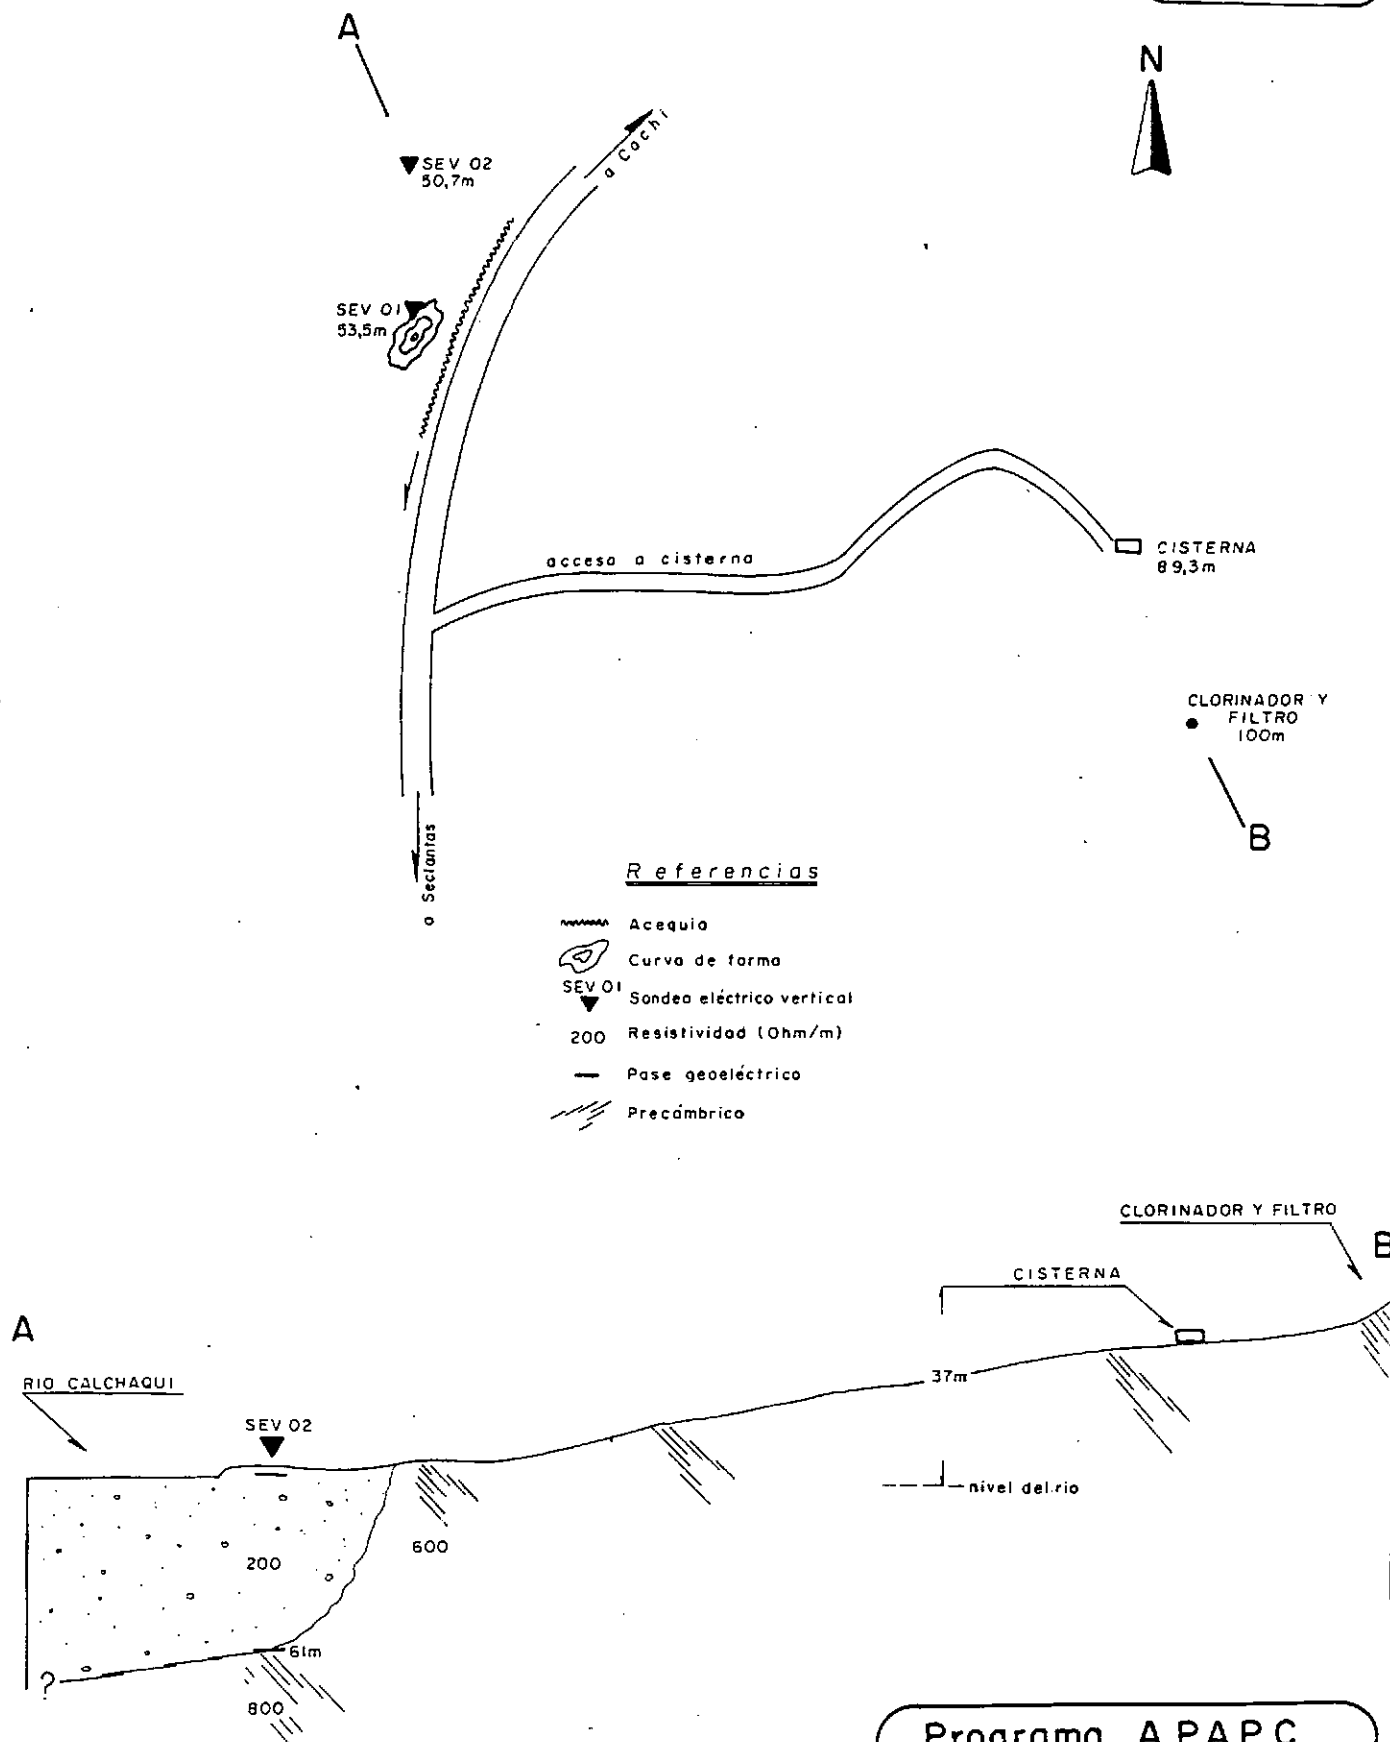 A
N
SEV 02
50,7m
a Cachi
SEV 01
53,5m
acceso a cisterna
CISTERNA
89,3m
CLORINADOR Y
FILTRO
100m
B
a Seclantas
Referencias
Acequia
Curva de forma
SEV 01
Sondeo eléctrico vertical
200 Resistividad (Ohm/m)
Pase geoeléctrico
Precámbrico
CLORINADOR Y FILTRO
B
CISTERNA
A
RIO CALCHAQUI
37m
SEV 02
nivel del rio
600
200
61m
?
800
Programa A.P.A.P.C.